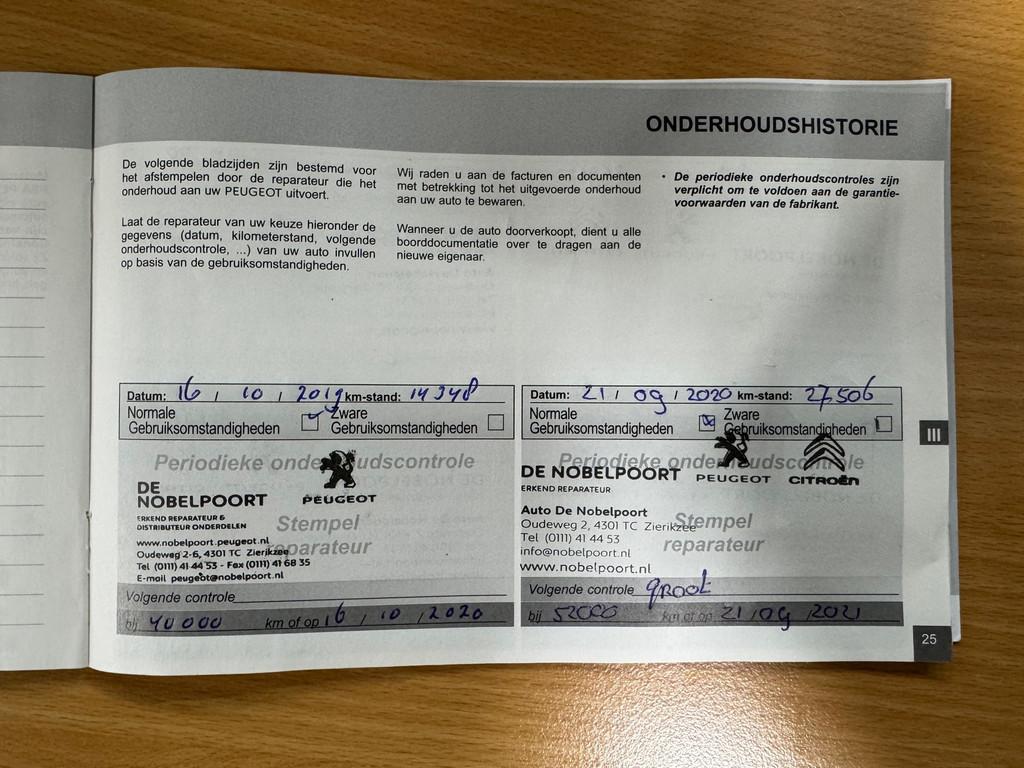 ONDERHOUDSHISTORIE
De volgende bladzijden zijn bestemd voor
het afstempelen door de reparateur die het
onderhoud aan uw PEUGEOT uitvoert.
Laat de reparateur van uw keuze hieronder de
gegevens (datum, kilometerstand, volgende
onderhoudscontrole, ...) van uw auto invullen
op basis van de gebruiksomstandigheden.
Wij raden u aan de facturen en documenten
met betrekking tot het uitgevoerde onderhoud
aan uw auto te bewaren.
Wanneer u de auto doorverkoopt, dient u alle
boorddocumentatie over te dragen aan de
nieuwe eigenaar.
• De periodieke onderhoudscontroles zijn
verplicht om te voldoen aan de garantie-
voorwaarden van de fabrikant.
Datum: 16 / 10 / 2019 km-stand: 14348
Normale Zware
Gebruiksomstandigheden Gebruiksomstandigheden
Periodieke onderhoudscontrole
DE
NOBELPOORT
PEUGEOT
ERKEND REPARATEUR &
DISTRIBUTEUR ONDERDELEN
Stempel
reparateur
www.nobelpoort.peugeot.nl
Oudeweg 2-6, 4301 TC Zierikzee
Tel (0111) 41 44 53 - Fax (0111) 41 68 35
E-mail peugeot@nobelpoort.nl
Volgende controle
bij 40000 km of op 16 / 10 / 2020
Datum: 21 / 09 / 2020 km-stand: 27506
Normale Zware
Gebruiksomstandigheden Gebruiksomstandigheden
Periodieke onderhoudscontrole
DE NOBELPOORT
PEUGEOT CITROËN
ERKEND REPARATEUR
Auto De Nobelpoort
Stempel
reparateur
Oudeweg 2, 4301 TC Zierikzee
Tel (0111) 41 44 53
info@nobelpoort.nl
www.nobelpoort.nl
Volgende controle groot
bij 52000 km of op 21 / 09 / 2021
III
25